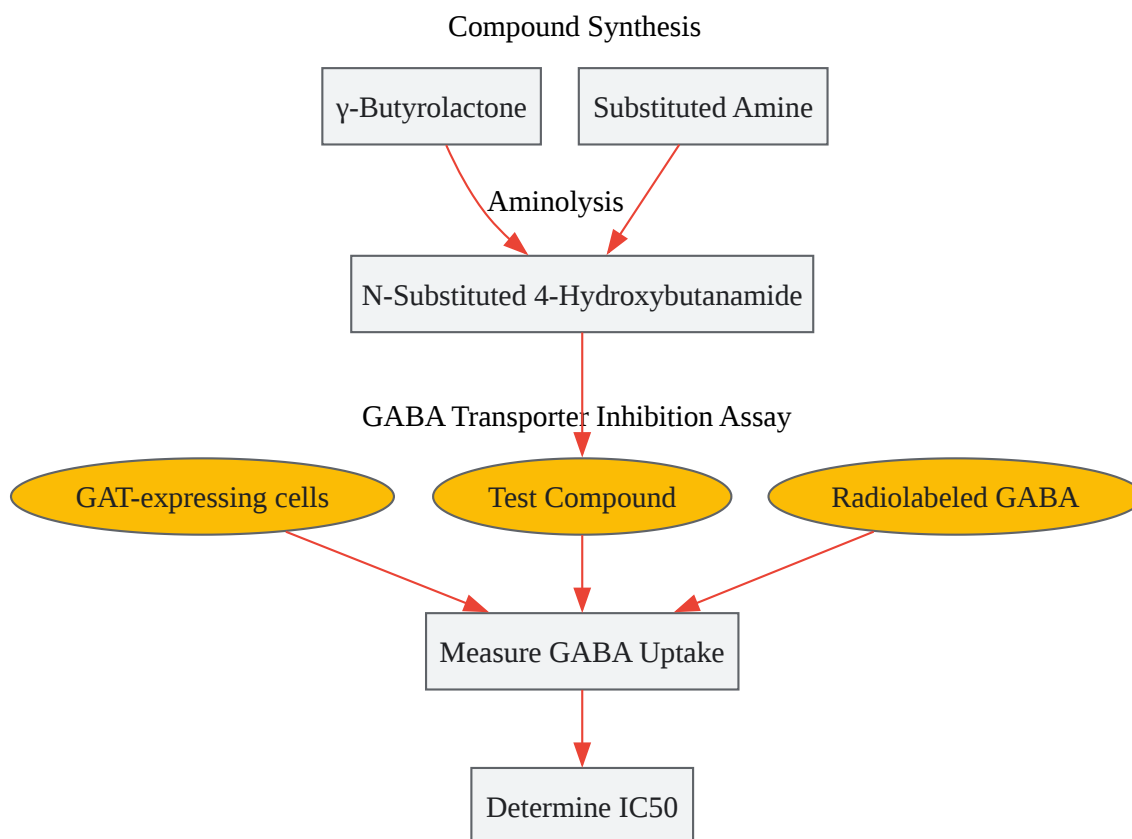 Compound Synthesis
γ-Butyrolactone
Substituted Amine
Aminolysis
N-Substituted 4-Hydroxybutanamide
GABA Transporter Inhibition Assay
GAT-expressing cells
Test Compound
Radiolabeled GABA
Measure GABA Uptake
Determine IC50